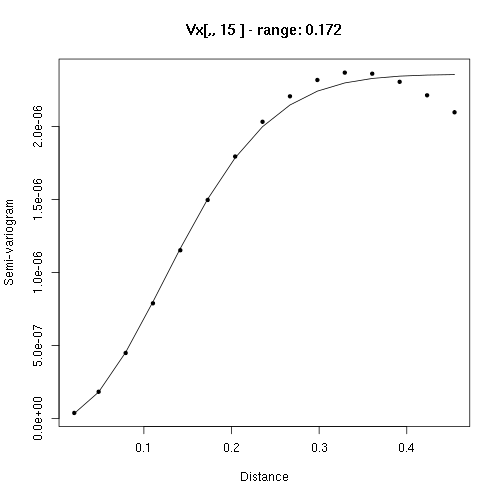 Vx[,, 15 ] - range: 0.172
Semi-variogram
2.0e-06
1.5e-06
1.0e-06
5.0e-07
0.0e+00
0.1 0.2 0.3 0.4
Distance